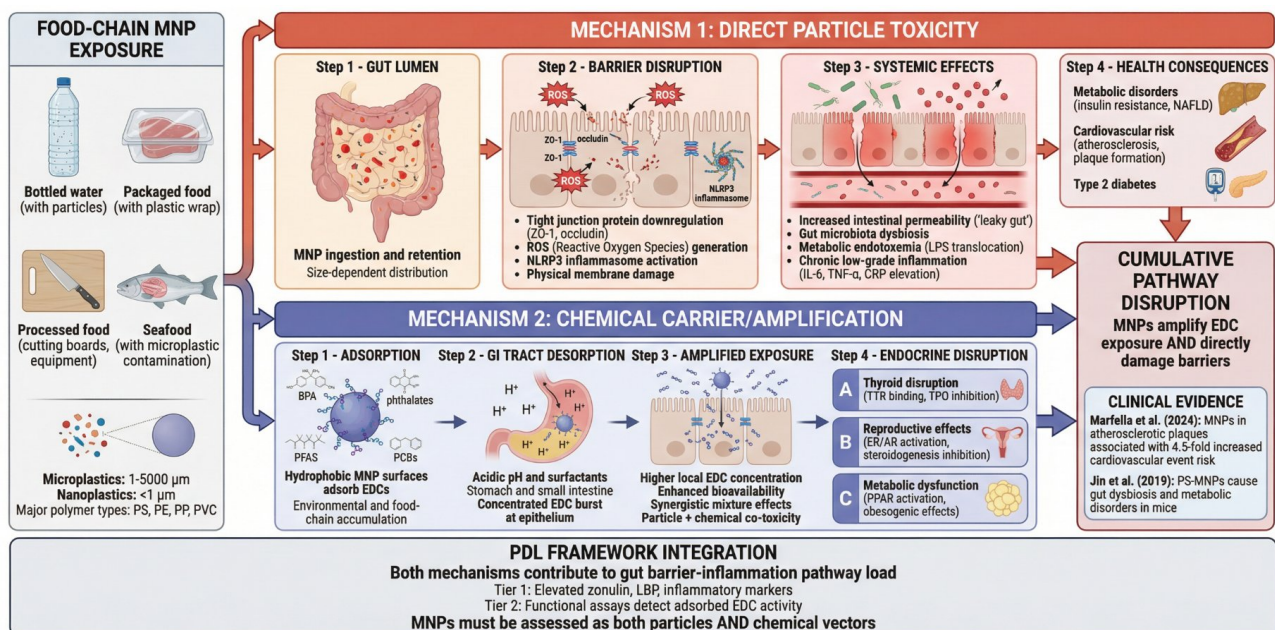 FOOD-CHAIN MNP
EXPOSURE
Bottled water
(with particles)
Packaged food
(with plastic wrap)
Processed food
(cutting boards,
equipment)
Seafood
(with microplastic
contamination)
Microplastics: 1-5000 μm
Nanoplastics: <1 μm
Major polymer types: PS, PE, PP, PVC
MECHANISM 1: DIRECT PARTICLE TOXICITY
Step 1 - GUT LUMEN
MNP ingestion and retention
Size-dependent distribution
Step 2 - BARRIER DISRUPTION
ROS
ROS
ZO-1
occludin
ZO-1
ROS
NLRP3
inflammasome
• Tight junction protein downregulation
(ZO-1, occludin)
• ROS (Reactive Oxygen Species) generation
• NLRP3 inflammasome activation
• Physical membrane damage
Step 3 - SYSTEMIC EFFECTS
• Increased intestinal permeability ('leaky gut')
• Gut microbiota dysbiosis
• Metabolic endotoxemia (LPS translocation)
• Chronic low-grade inflammation
(IL-6, TNF-α, CRP elevation)
Step 4 - HEALTH CONSEQUENCES
Metabolic disorders
(insulin resistance, NAFLD)
Cardiovascular risk
(atherosclerosis,
plaque formation)
Type 2 diabetes
MECHANISM 2: CHEMICAL CARRIER/AMPLIFICATION
Step 1 - ADSORPTION
BPA
phthalates
PFAS
PCBs
Hydrophobic MNP surfaces
adsorb EDCs
Environmental and food-
chain accumulation
Step 2 - GI TRACT DESORPTION
H⁺
H⁺
H⁺
H⁺
H⁺
H⁺
H⁺
H⁺
Acidic pH and surfactants
Stomach and small intestine
Concentrated EDC burst
at epithelium
Step 3 - AMPLIFIED EXPOSURE
Higher local EDC concentration
Enhanced bioavailability
Synergistic mixture effects
Particle + chemical co-toxicity
Step 4 - ENDOCRINE DISRUPTION
A
Thyroid disruption
(TTR binding, TPO inhibition)
B
Reproductive effects
(ER/AR activation,
steroidogenesis inhibition)
C
Metabolic dysfunction
(PPAR activation,
obesogenic effects)
CUMULATIVE
PATHWAY
DISRUPTION
MNPs amplify EDC
exposure AND directly
damage barriers
CLINICAL EVIDENCE
Marfella et al. (2024): MNPs in
atherosclerotic plaques
associated with 4.5-fold increased
cardiovascular event risk
Jin et al. (2019): PS-MNPs cause
gut dysbiosis and metabolic
disorders in mice
PDL FRAMEWORK INTEGRATION
Both mechanisms contribute to gut barrier-inflammation pathway load
Tier 1: Elevated zonulin, LBP, inflammatory markers
Tier 2: Functional assays detect adsorbed EDC activity
MNPs must be assessed as both particles AND chemical vectors